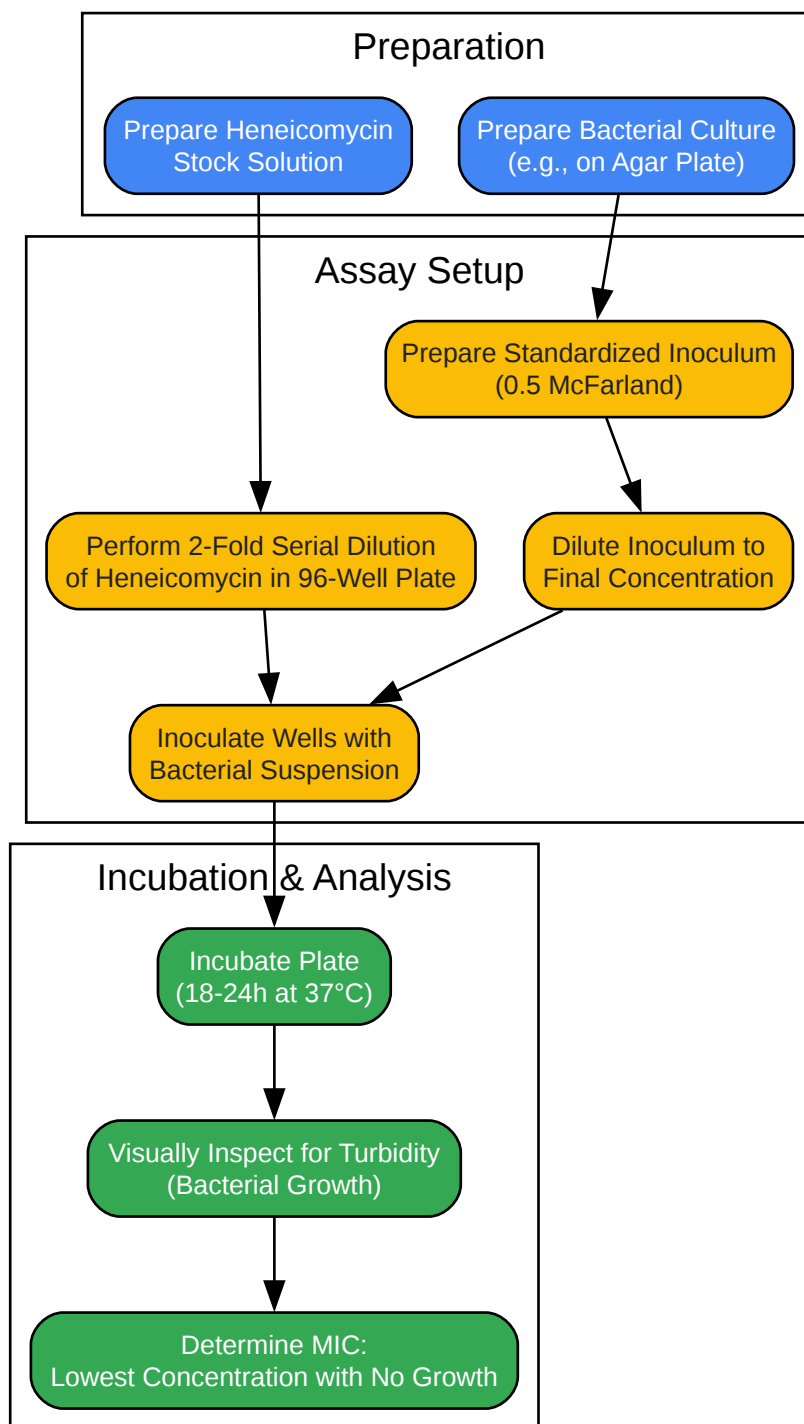 Preparation
Prepare Heneicomycin
Stock Solution
Prepare Bacterial Culture
(e.g., on Agar Plate)
Assay Setup
Prepare Standardized Inoculum
(0.5 McFarland)
Perform 2-Fold Serial Dilution
of Heneicomycin in 96-Well Plate
Dilute Inoculum to
Final Concentration
Inoculate Wells with
Bacterial Suspension
Incubation & Analysis
Incubate Plate
(18-24h at 37°C)
Visually Inspect for Turbidity
(Bacterial Growth)
Determine MIC:
Lowest Concentration with No Growth